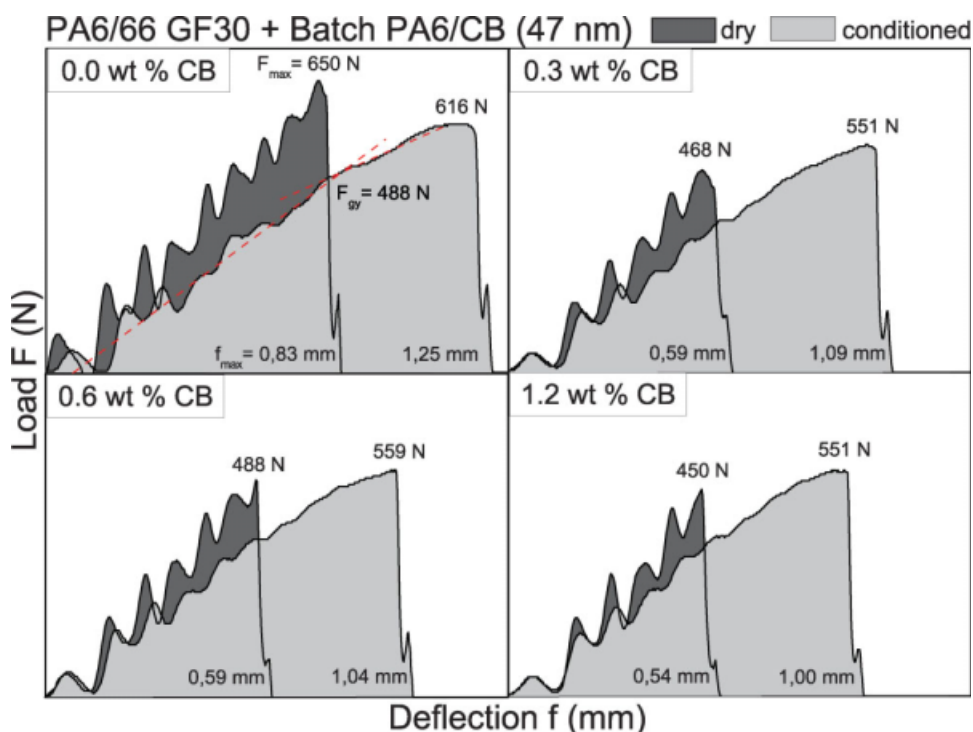 PA6/66 GF30 + Batch PA6/CB (47 nm) dry conditioned
0.0 wt % CB
Fmax = 650 N
616 N
Fgy = 488 N
fmax = 0,83 mm
1,25 mm
0.3 wt % CB
468 N
551 N
0,59 mm
1,09 mm
0.6 wt % CB
488 N
559 N
0,59 mm
1,04 mm
1.2 wt % CB
450 N
551 N
0,54 mm
1,00 mm
Load F (N)
Deflection f (mm)